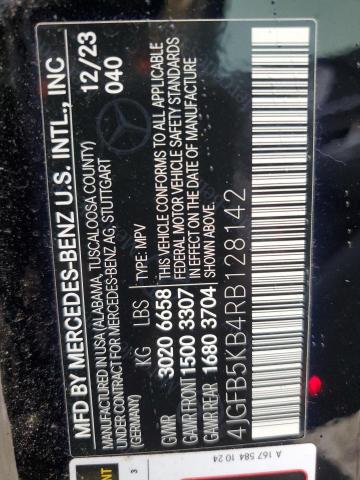 MFD BY MERCEDES-BENZ U.S. INTL., INC
MANUFACTURED IN USA (ALABAMA, TUSCALOOSA COUNTY)
UNDER CONTRACT FOR MERCEDES-BENZ AG, STUTTGART
(GERMANY)
12/23
040
TYPE: MPV
KG LBS
GVWR 3020 6658
GAWR FRONT 1500 3307
GAWR REAR 1680 3704
THIS VEHICLE CONFORMS TO ALL APPLICABLE
FEDERAL MOTOR VEHICLE SAFETY STANDARDS
IN EFFECT ON THE DATE OF MANUFACTURE
SHOWN ABOVE.
4JGFB5KB4RB128142
A 167 584 10 24
3